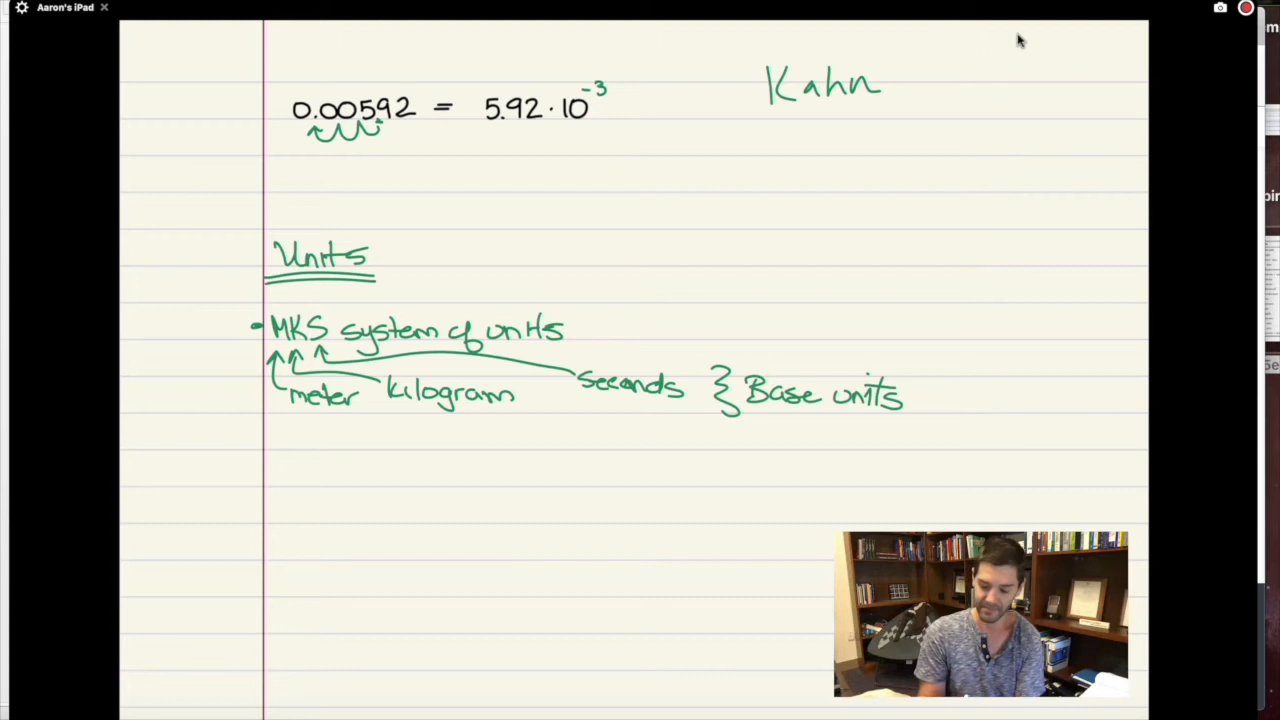 Aaron's iPad
Kahn
0.00592 = 5.92 · 10⁻³
Units
• MKS system of units
meter kilogram seconds } Base units